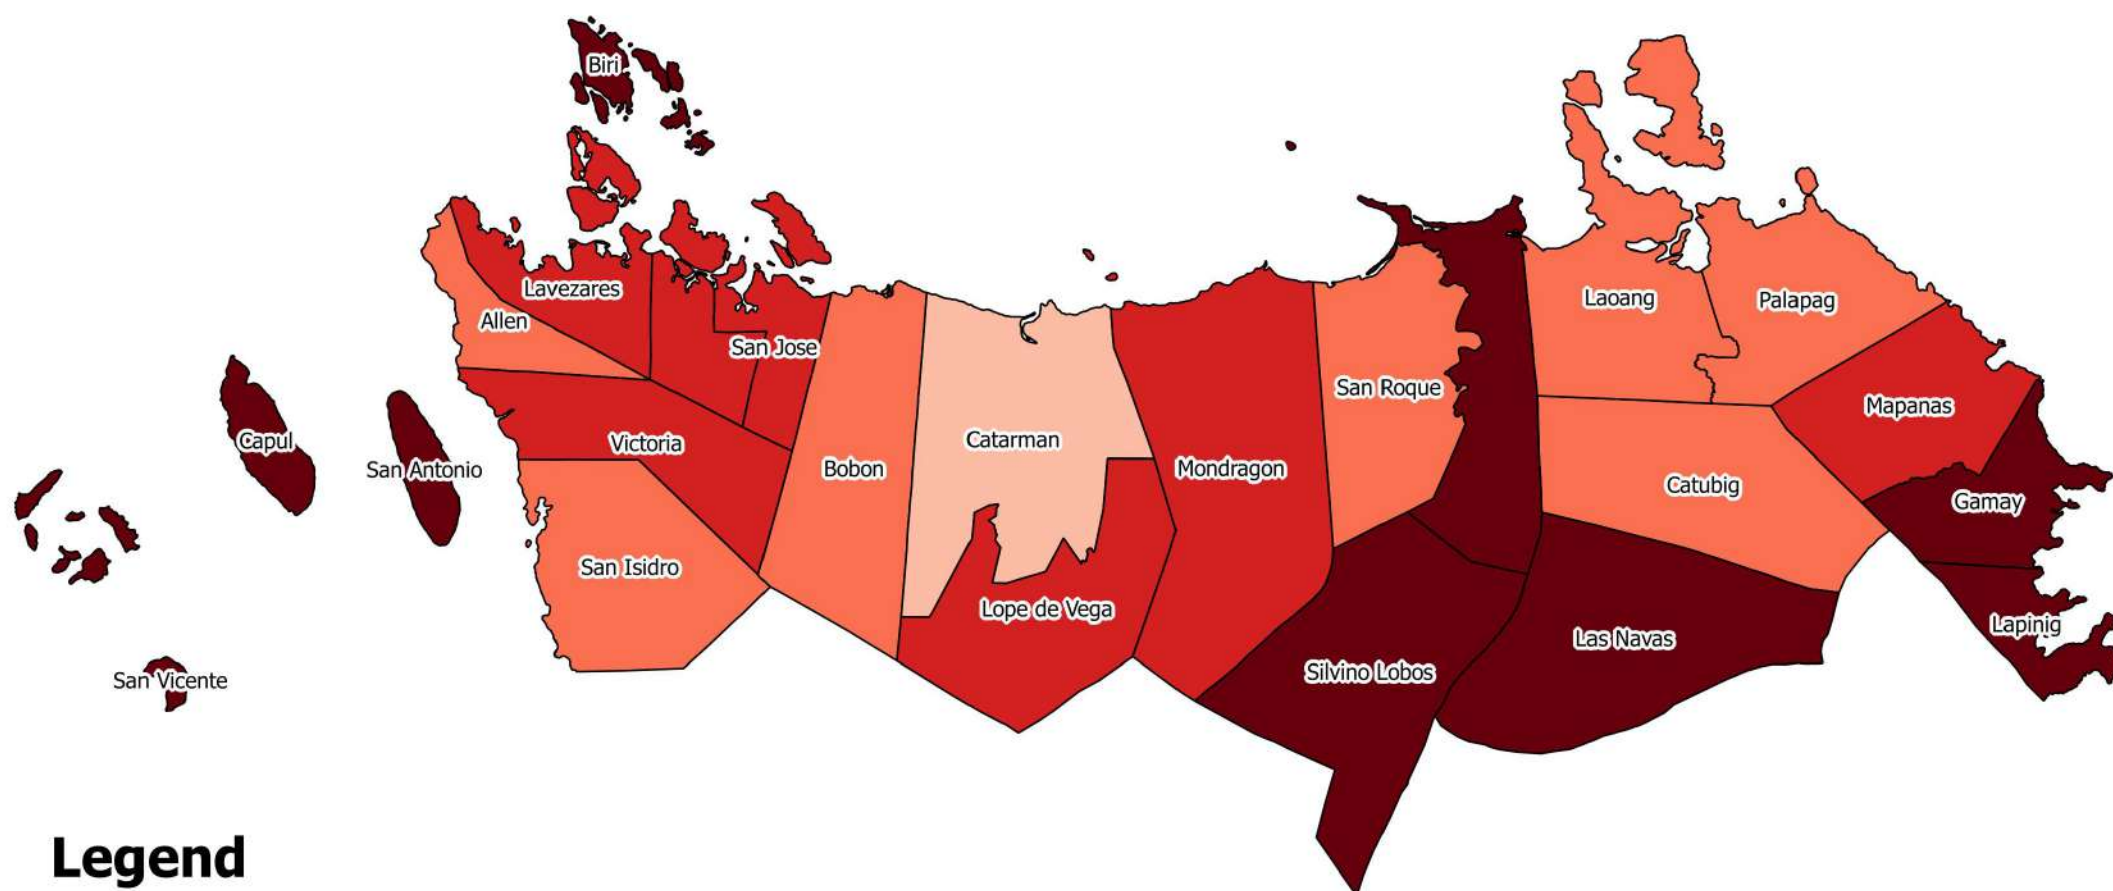 Biri
Lavezares
Allen
San Jose
Laoang
Palapag
San Roque
Mapanas
Capul
San Antonio
Victoria
Bobon
Catarman
Mondragon
Catubig
Gamay
San Isidro
Lope de Vega
Lapinig
Las Navas
San Vicente
Silvino Lobos
Legend